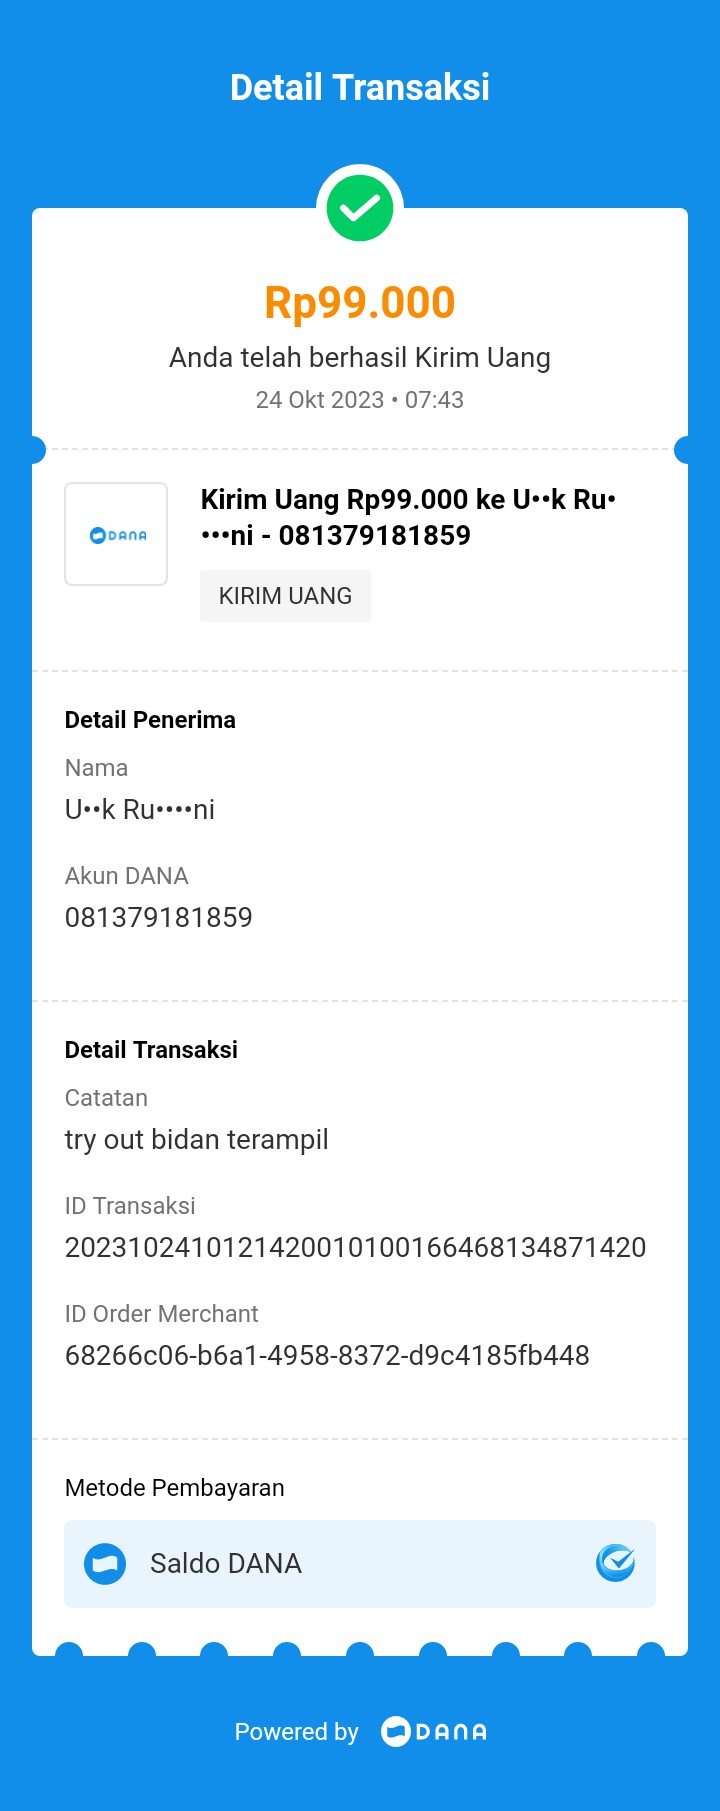 Detail Transaksi
Rp99.000
Anda telah berhasil Kirim Uang
24 Okt 2023 • 07:43
DANA
Kirim Uang Rp99.000 ke U••k Ru•
•••ni - 081379181859
KIRIM UANG
Detail Penerima
Nama
U••k Ru••••ni
Akun DANA
081379181859
Detail Transaksi
Catatan
try out bidan terampil
ID Transaksi
2023102410121420010100166468134871420
ID Order Merchant
68266c06-b6a1-4958-8372-d9c4185fb448
Metode Pembayaran
Saldo DANA
Powered by DANA